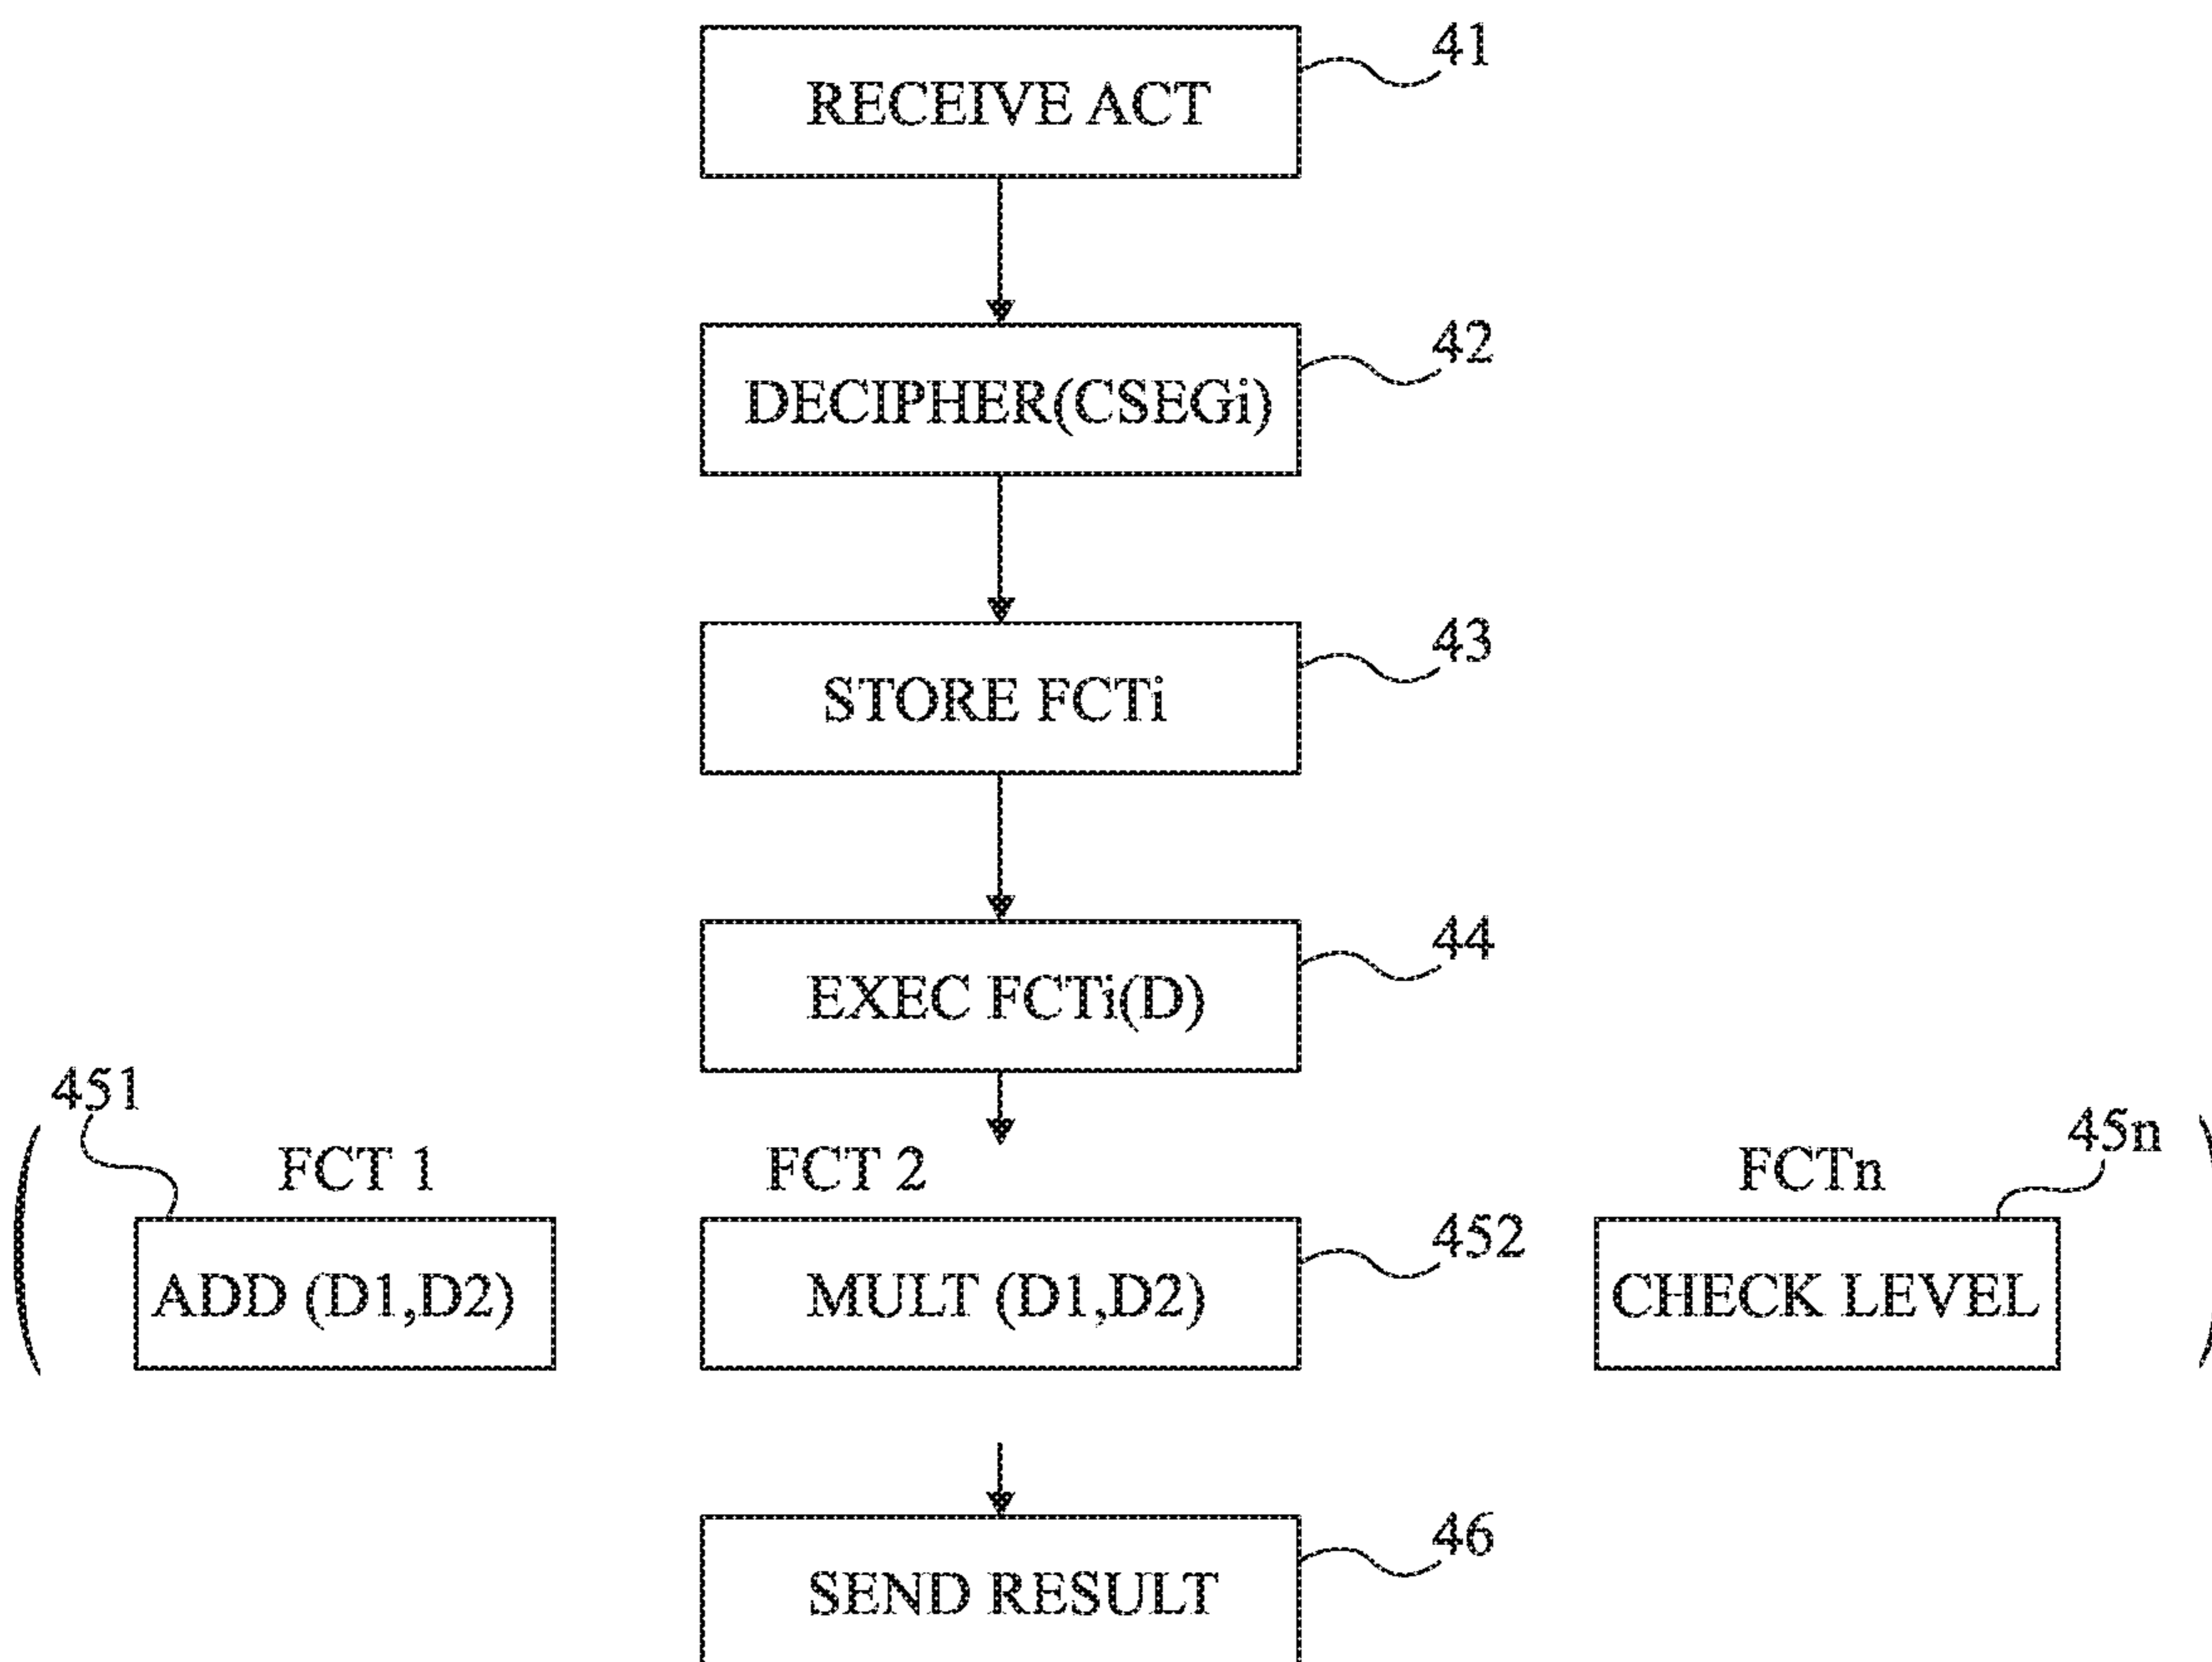 41
RECEIVE ACT
42
DECIPHER(CSEGi)
43
STORE FCTi
44
EXEC FCTi(D)
451
FCT 1
FCT 2
FCTn
45n
ADD (D1,D2)
MULT (D1,D2)
452
CHECK LEVEL
46
SEND RESULT